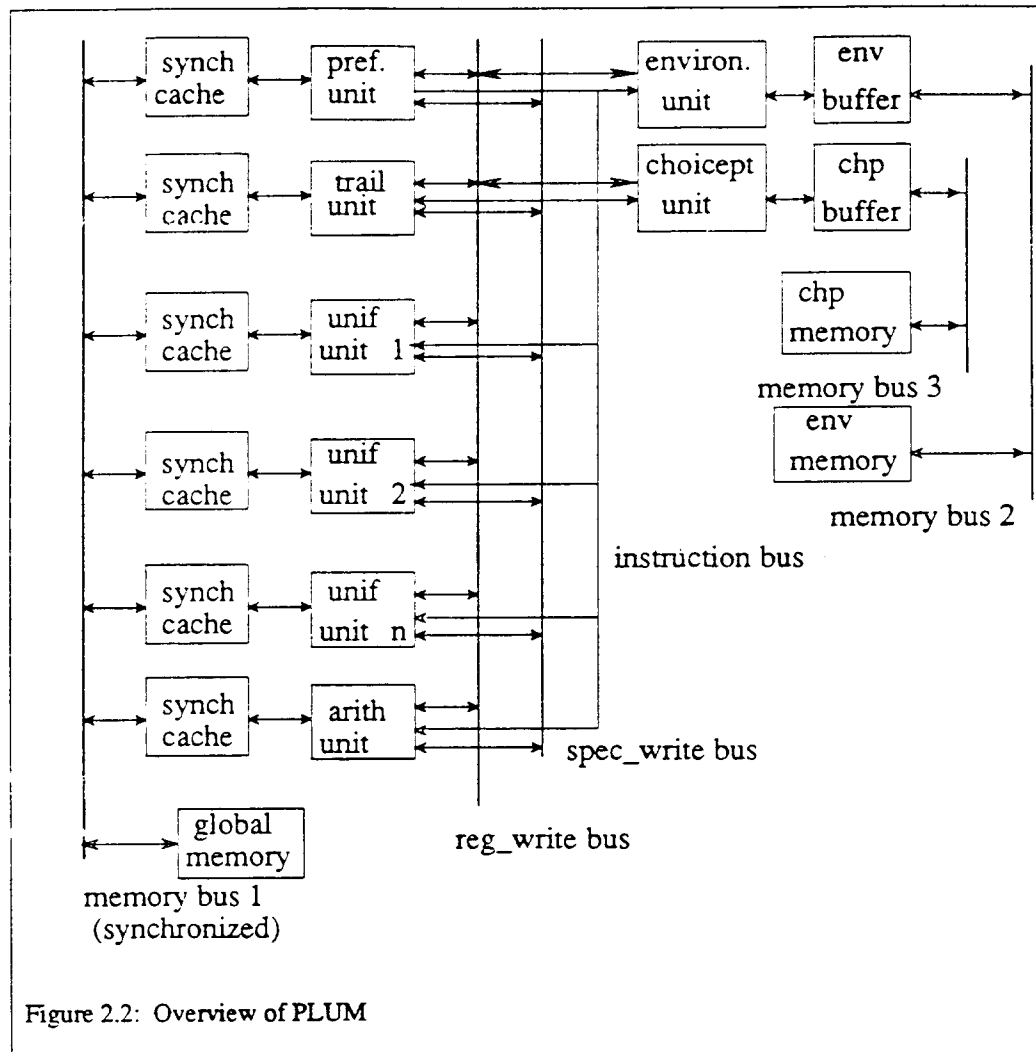 synch
cache
pref.
unit
environ.
unit
env
buffer
synch
cache
trail
unit
choicept
unit
chp
buffer
synch
cache
unif
unit 1
chp
memory
memory bus 3
synch
cache
unif
unit 2
env
memory
memory bus 2
instruction bus
synch
cache
unif
unit n
synch
cache
arith
unit
spec_write bus
global
memory
reg_write bus
memory bus 1
(synchronized)
Figure 2.2: Overview of PLUM